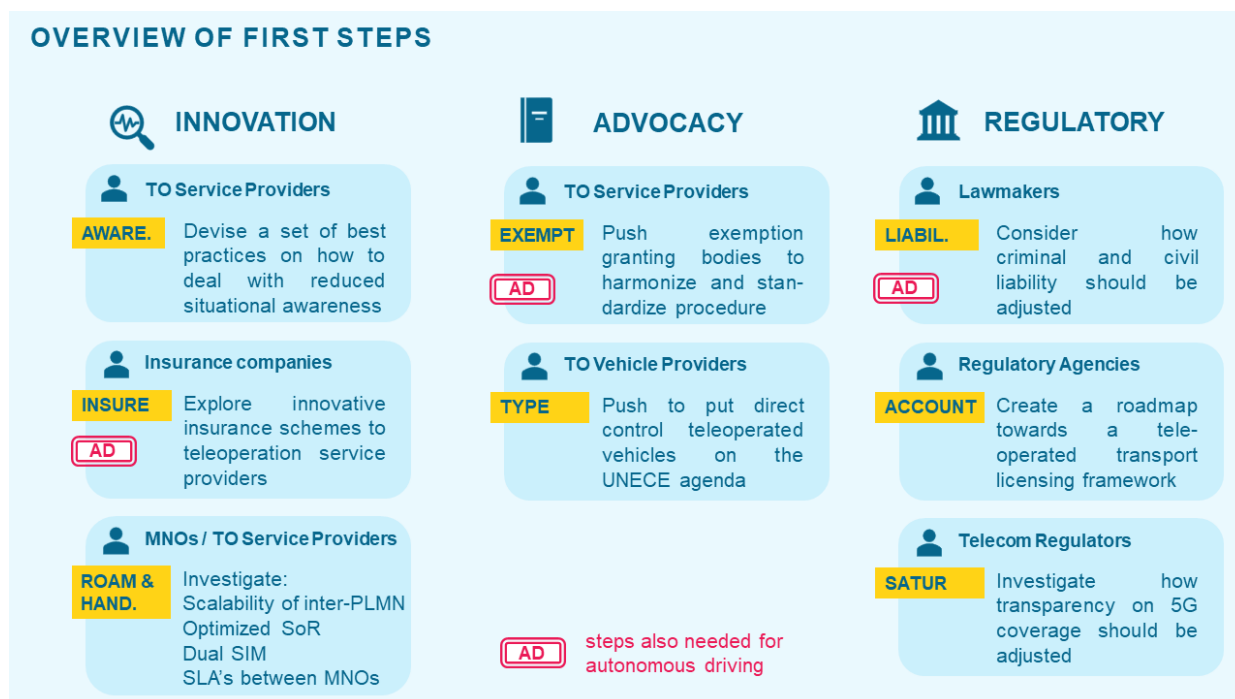 OVERVIEW OF FIRST STEPS
INNOVATION
TO Service Providers
AWARE.
Devise a set of best
practices on how to
deal with reduced
situational awareness
Insurance companies
INSURE
AD
Explore innovative
insurance schemes to
teleoperation service
providers
MNOs / TO Service Providers
ROAM &
HAND.
Investigate:
Scalability of inter-PLMN
Optimized SoR
Dual SIM
SLA's between MNOs
ADVOCACY
TO Service Providers
EXEMPT
AD
Push exemption
granting bodies to
harmonize and stan-
dardize procedure
TO Vehicle Providers
TYPE
Push to put direct
control teleoperated
vehicles on the
UNECE agenda
AD
steps also needed for
autonomous driving
REGULATORY
Lawmakers
LIABIL.
AD
Consider how
criminal and civil
liability should be
adjusted
Regulatory Agencies
ACCOUNT
Create a roadmap
towards a tele-
operated transport
licensing framework
Telecom Regulators
SATUR
Investigate how
transparency on 5G
coverage should be
adjusted